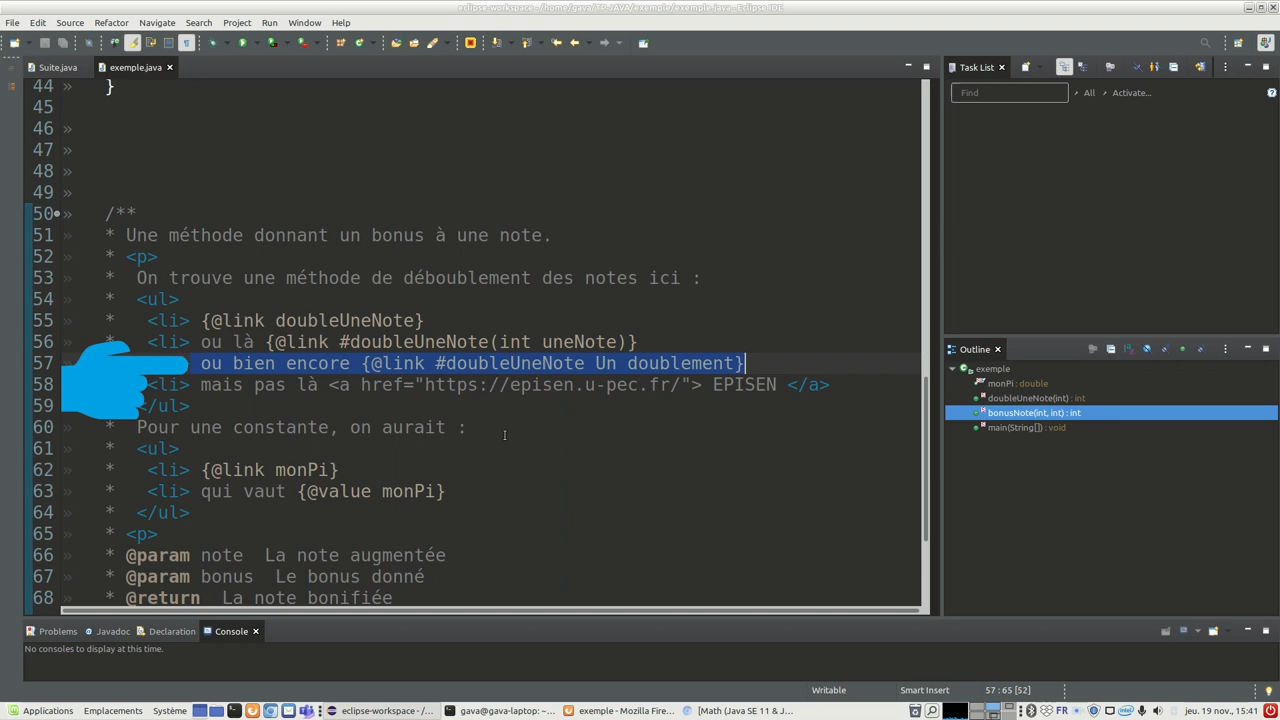 eclipse-workspace - /home/gava/TP-JAVA/exemple/exemple.java - Eclipse IDE
File Edit Source Refactor Navigate Search Project Run Window Help
Suite.java exemple.java
44 » }
45
46 »
47 »
48 »
49 »
50 » /**
51 » * Une méthode donnant un bonus à une note.
52 » * <p>
53 » * On trouve une méthode de déboublement des notes ici :
54 » * <ul>
55 » * <li> {@link doubleUneNote}
56 » * <li> ou là {@link #doubleUneNote(int uneNote)}
57 » ou bien encore {@link #doubleUneNote Un doublement}
58 <li> mais pas là <a href="https://episen.u-pec.fr/"> EPISEN </a>
59 </ul>
60 » * Pour une constante, on aurait :
61 » * <ul>
62 » * <li> {@link monPi}
63 » * <li> qui vaut {@value monPi}
64 » * </ul>
65 » * <p>
66 » * @param note La note augmentée
67 » * @param bonus Le bonus donné
68 » * @return La note bonifiée
Task List
Find All Activate...
Outline
exemple
monPi : double
doubleUneNote(int) : int
bonusNote(int, int) : int
main(String[]) : void
Problems Javadoc Declaration Console
No consoles to display at this time.
Writable Smart Insert 57 : 65 [52]
Applications Emplacements Système eclipse-workspace -/... gava@gava-laptop: ~... exemple - Mozilla Fire... [Math (Java SE 11 & J... FR jeu. 19 nov., 15:41